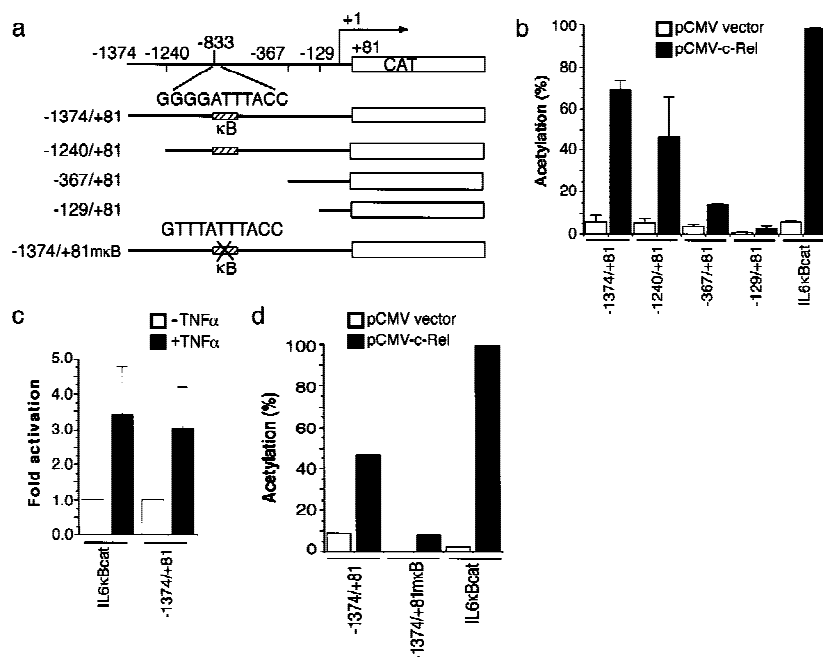 a
+1
-1374 -1240 -833 -367 -129 +81
CAT
GGGGATTTACC
-1374/+81
κB
-1240/+81
-367/+81
-129/+81
GTTTATTTACC
-1374/+81mκB
κB
b
pCMV vector
pCMV-c-Rel
Acetylation (%)
100
80
60
40
20
0
-1374/+81
-1240/+81
-367/+81
-129/+81
IL6κBcat
c
-TNFα
+TNFα
Fold activation
5.0
4.0
3.0
2.0
1.0
0.0
IL6κBcat
-1374/+81
d
pCMV vector
pCMV-c-Rel
Acetylation (%)
100
80
60
40
20
0
-1374/+81
-1374/+81mκB
IL6κBcat